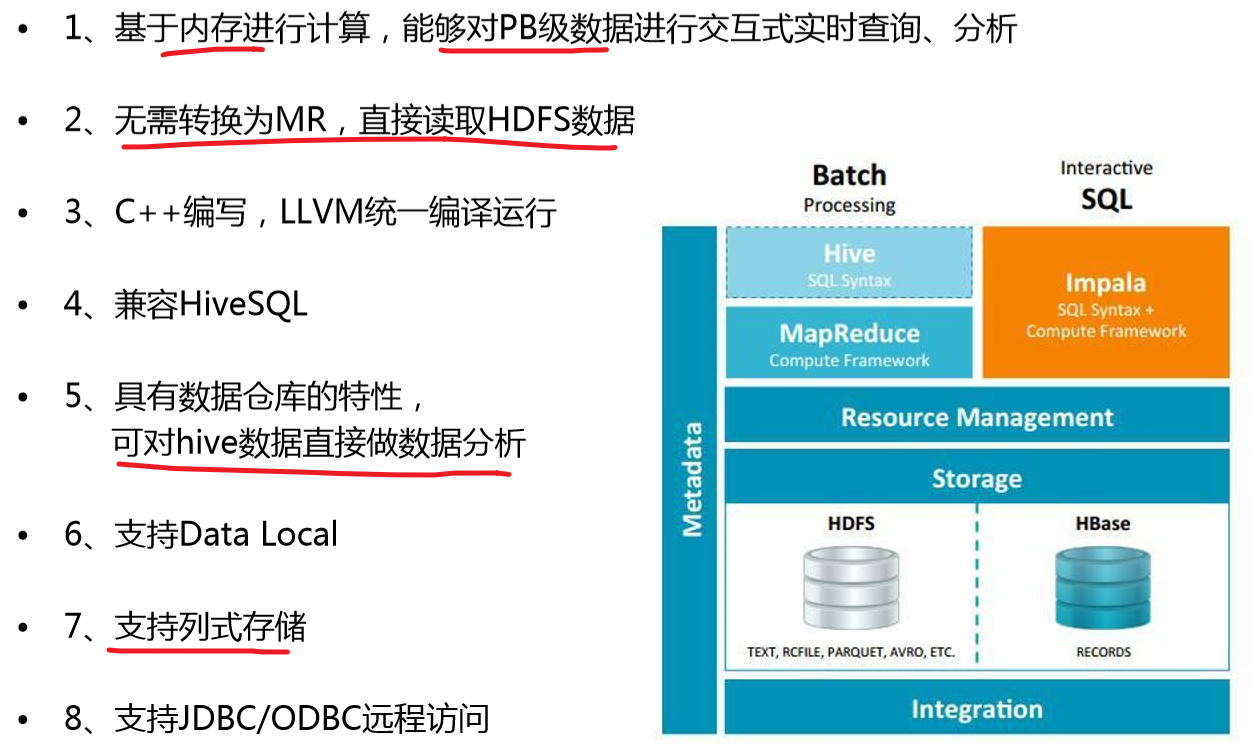 • 1、基于内存进行计算，能够对PB级数据进行交互式实时查询、分析
• 2、无需转换为MR，直接读取HDFS数据
• 3、C++编写，LLVM统一编译运行
• 4、兼容HiveSQL
• 5、具有数据仓库的特性，
可对hive数据直接做数据分析
• 6、支持Data Local
• 7、支持列式存储
• 8、支持JDBC/ODBC远程访问
Batch
Processing
Interactive
SQL
Metadata
Hive
SQL Syntax
MapReduce
Compute Framework
Impala
SQL Syntax +
Compute Framework
Resource Management
Storage
HDFS
TEXT, RCFILE, PARQUET, AVRO, ETC.
HBase
RECORDS
Integration